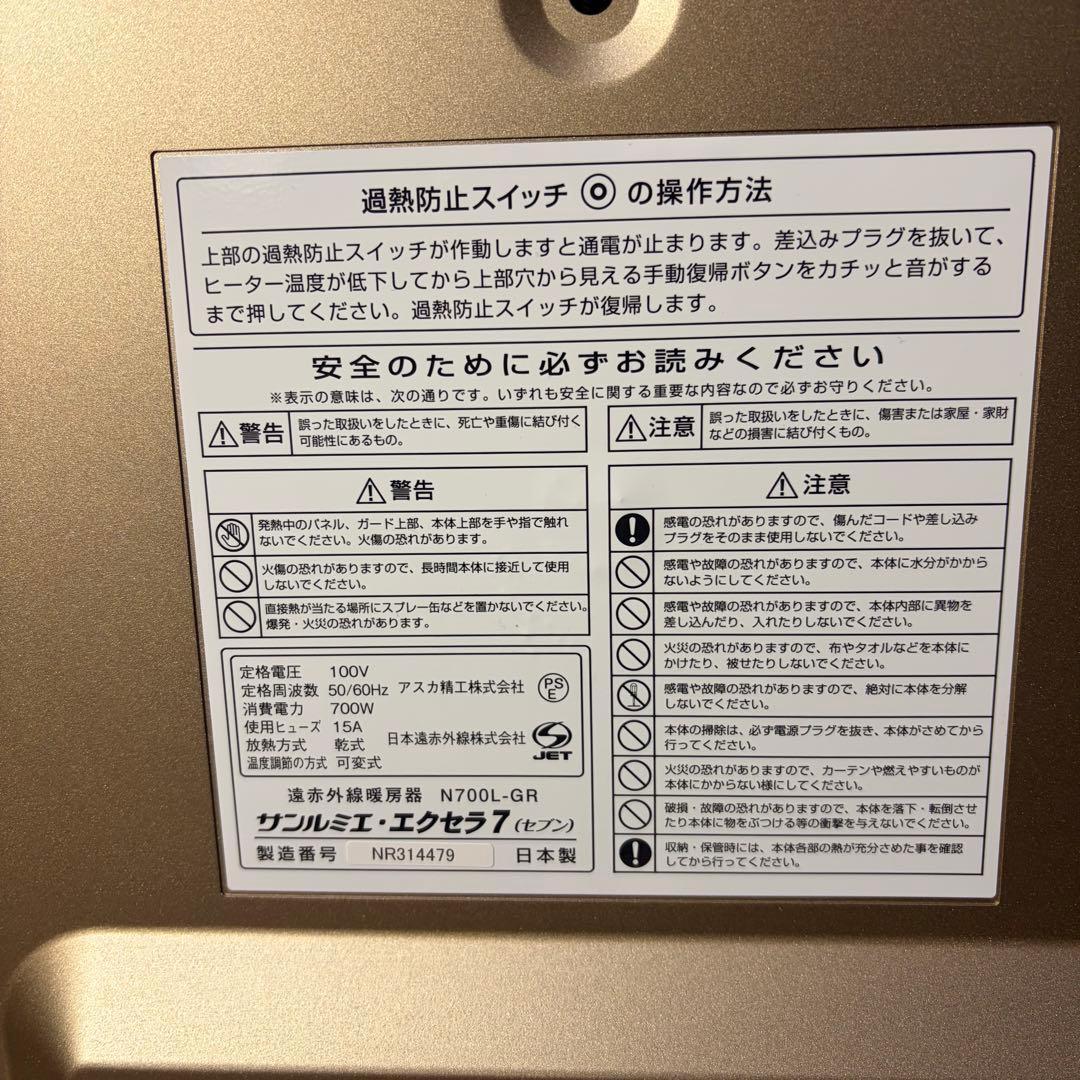 過熱防止スイッチ ◎ の操作方法
上部の過熱防止スイッチが作動しますと通電が止まります。差込みプラグを抜いて、
ヒーター温度が低下してから上部穴から見える手動復帰ボタンをカチッと音がする
まで押してください。過熱防止スイッチが復帰します。
安全のために必ずお読みください
※表示の意味は、次の通りです。いずれも安全に関する重要な内容なので必ずお守りください。
警告
誤った取扱いをしたときに、死亡や重傷に結び付く
可能性にあるもの。
注意
誤った取扱いをしたときに、傷害または家屋・家財
などの損害に結び付くもの。
警告
発熱中のパネル、ガード上部、本体上部を手や指で触れ
ないでください。火傷の恐れがあります。
火傷の恐れがありますので、長時間本体に接近して使用
しないでください。
直接熱が当たる場所にスプレー缶などを置かないでください。
爆発・火災の恐れがあります。
定格電圧 100V
定格周波数 50/60Hz アスカ精工株式会社
PS
E
消費電力 700W
使用ヒューズ 15A
放熱方式 乾式 日本遠赤外線株式会社
JET
温度調節の方式 可変式
遠赤外線暖房器 N700L-GR
サンルミエ・エクセラ7(セブン)
製造番号 NR314479 日本製
注意
感電の恐れがありますので、傷んだコードや差し込み
プラグをそのまま使用しないでください。
感電や故障の恐れがありますので、本体に水分がかから
ないようにしてください。
感電や故障の恐れがありますので、本体内部に異物を
差し込んだり、入れたりしないでください。
火災の恐れがありますので、布やタオルなどを本体に
かけたり、被せたりしないでください。
感電や故障の恐れがありますので、絶対に本体を分解
しないでください。
本体の掃除は、必ず電源プラグを抜き、本体がさめてから
行ってください。
火災の恐れがありますので、カーテンや燃えやすいものが
本体にかからない様にしてください。
破損・故障の恐れがありますので、本体を落下・転倒させ
たり本体に物をぶつける等の衝撃を与えないでください。
収納・保管時には、本体各部の熱が充分さめた事を確認
してから行ってください。